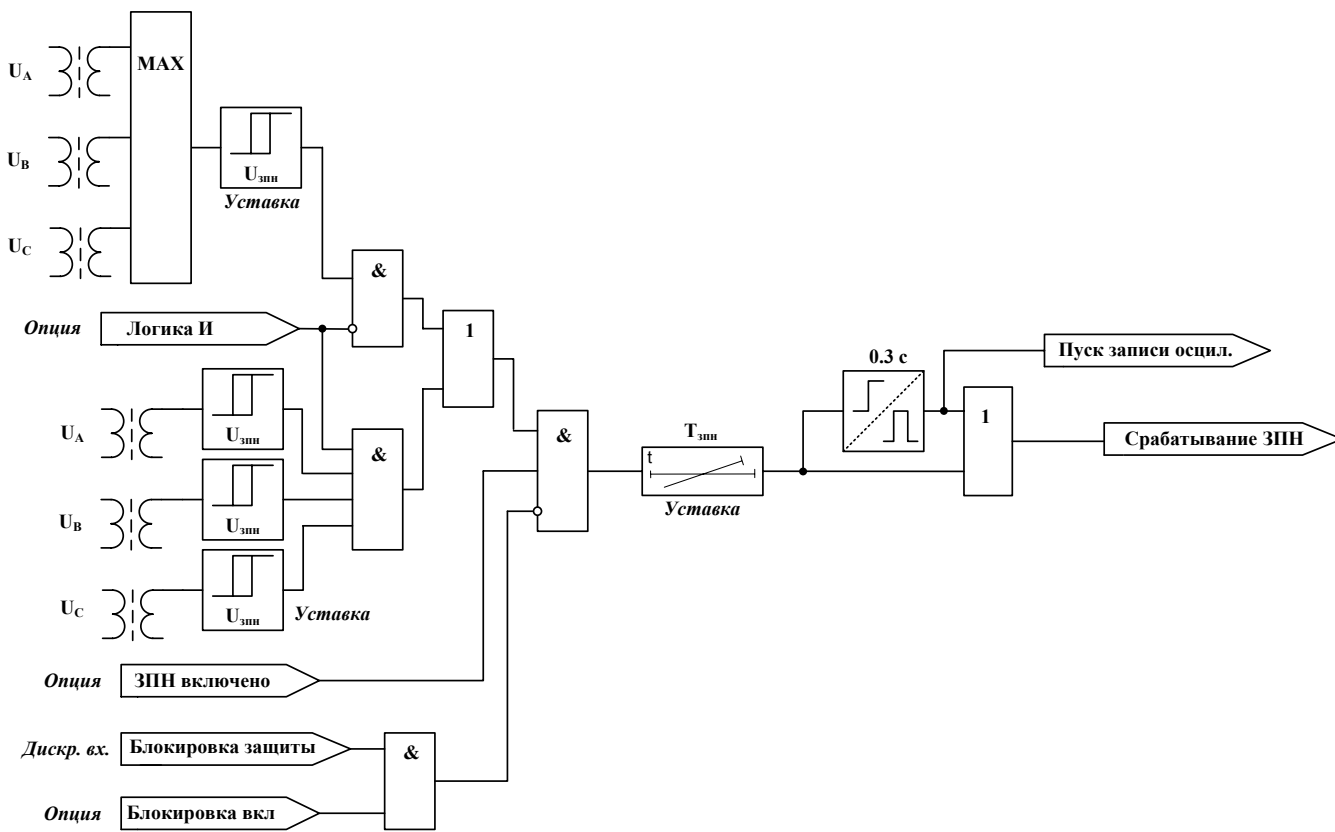 U_A
MAX
U_B
U_зпн
Уставка
U_C
&
Опция
Логика И
1
0.3 с
Пуск записи осцил.
U_A
U_зпн
&
&
T_зпн
t
Уставка
1
Срабатывание ЗПН
U_B
U_зпн
U_C
U_зпн
Уставка
Опция
ЗПН включено
Дискр. вх.
Блокировка защиты
&
Опция
Блокировка вкл